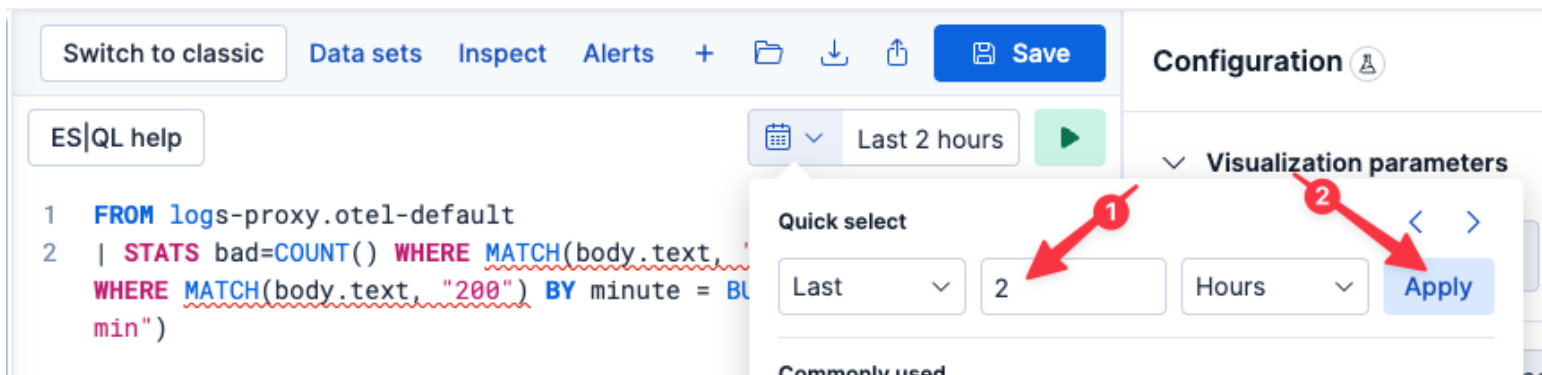 Switch to classic Data sets Inspect Alerts + Save
Configuration
ES|QL help Last 2 hours
Visualization parameters
1 FROM logs-proxy.otel-default
2 | STATS bad=COUNT() WHERE MATCH(body.text, "
WHERE MATCH(body.text, "200") BY minute = BU
min")
1 2
Quick select
Last 2 Hours Apply
Commonly used